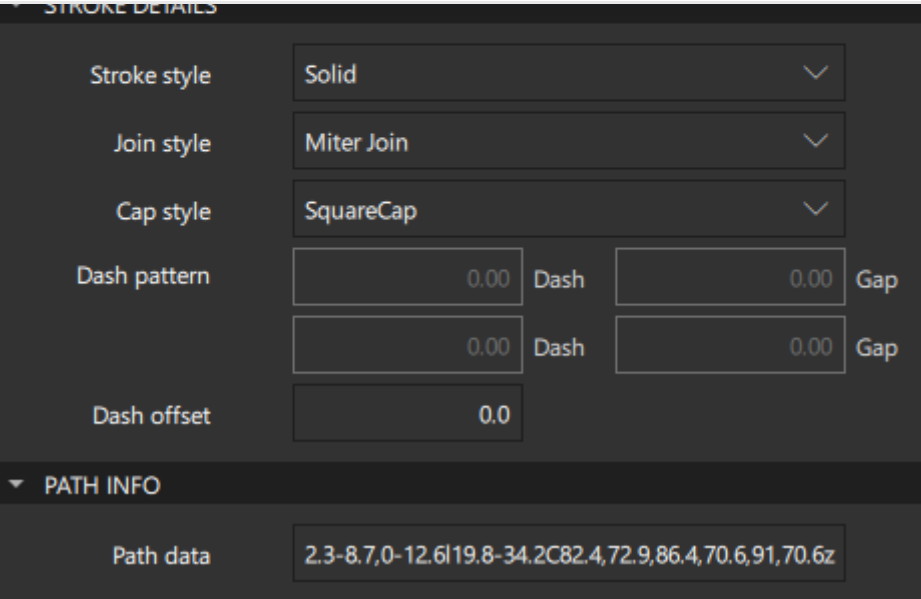 STROKE DETAILS
Stroke style Solid
Join style Miter Join
Cap style SquareCap
Dash pattern 0.00 Dash 0.00 Gap
0.00 Dash 0.00 Gap
Dash offset 0.0
PATH INFO
Path data 2.3-8.7,0-12.6l19.8-34.2C82.4,72.9,86.4,70.6,91,70.6z